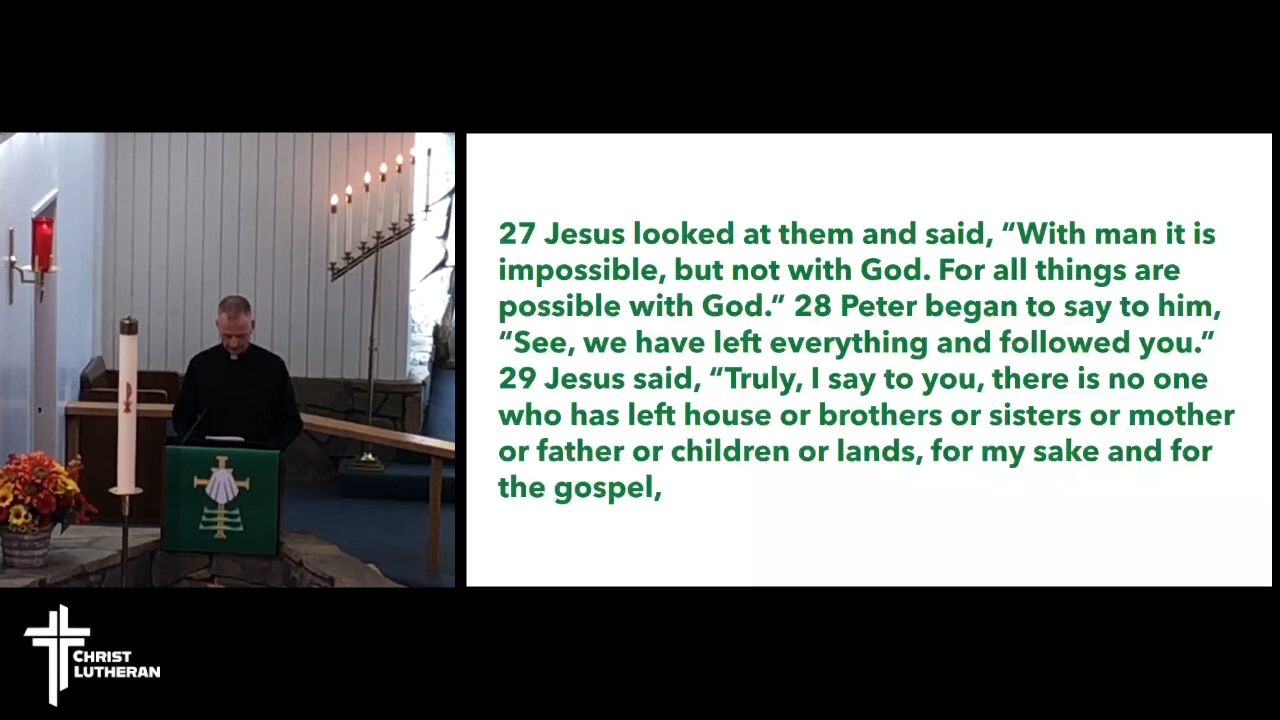 27 Jesus looked at them and said, “With man it is
impossible, but not with God. For all things are
possible with God.” 28 Peter began to say to him,
“See, we have left everything and followed you.”
29 Jesus said, “Truly, I say to you, there is no one
who has left house or brothers or sisters or mother
or father or children or lands, for my sake and for
the gospel,
CHRIST
LUTHERAN